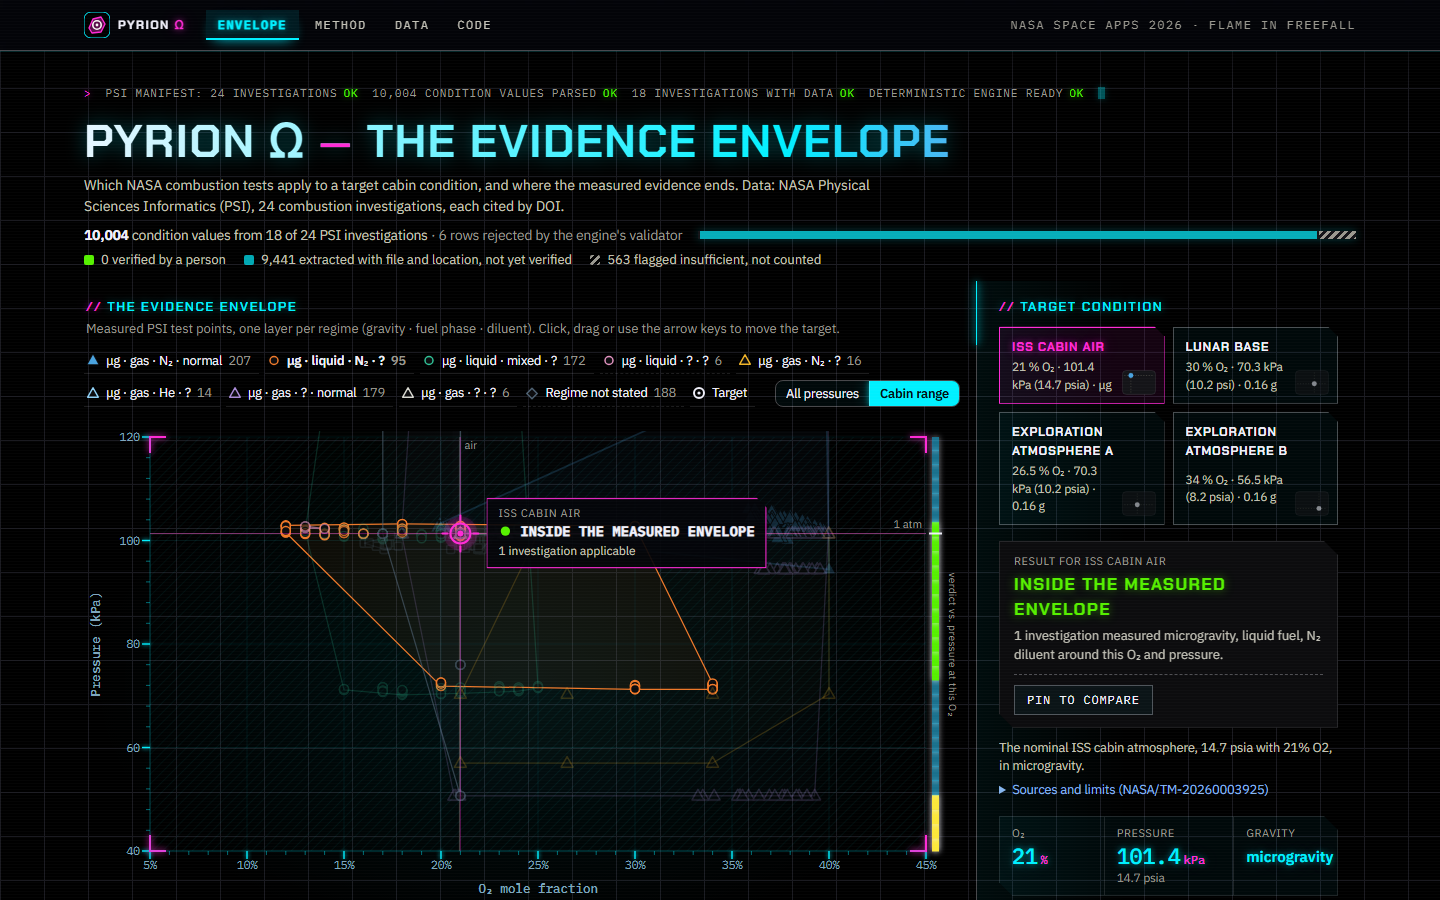 PYRION Ω
ENVELOPE
METHOD
DATA
CODE
NASA SPACE APPS 2026 · FLAME IN FREEFALL
> PSI MANIFEST: 24 INVESTIGATIONS OK 10,004 CONDITION VALUES PARSED OK 18 INVESTIGATIONS WITH DATA OK DETERMINISTIC ENGINE READY OK
PYRION Ω — THE EVIDENCE ENVELOPE
Which NASA combustion tests apply to a target cabin condition, and where the measured evidence ends. Data: NASA Physical
Sciences Informatics (PSI), 24 combustion investigations, each cited by DOI.
10,004 condition values from 18 of 24 PSI investigations · 6 rows rejected by the engine's validator
0 verified by a person
9,441 extracted with file and location, not yet verified
563 flagged insufficient, not counted
// THE EVIDENCE ENVELOPE
Measured PSI test points, one layer per regime (gravity · fuel phase · diluent). Click, drag or use the arrow keys to move the target.
µg · gas · N₂ · normal 207
µg · liquid · N₂ · ? 95
µg · liquid · mixed · ? 172
µg · liquid · ? · ? 6
µg · gas · N₂ · ? 16
µg · gas · He · ? 14
µg · gas · ? · normal 179
µg · gas · ? · ? 6
Regime not stated 188
Target
All pressures
Cabin range
120
100
80
60
40
Pressure (kPa)
air
1 atm
ISS CABIN AIR
INSIDE THE MEASURED ENVELOPE
1 investigation applicable
verdict vs. pressure at this O₂
5%
10%
15%
20%
25%
30%
35%
40%
45%
O₂ mole fraction
// TARGET CONDITION
ISS CABIN AIR
21 % O₂ · 101.4
kPa (14.7 psia) · µg
LUNAR BASE
30 % O₂ · 70.3 kPa
(10.2 psi) · 0.16 g
EXPLORATION
ATMOSPHERE A
26.5 % O₂ · 70.3
kPa (10.2 psia) ·
0.16 g
EXPLORATION
ATMOSPHERE B
34 % O₂ · 56.5 kPa
(8.2 psia) · 0.16 g
RESULT FOR ISS CABIN AIR
INSIDE THE MEASURED
ENVELOPE
1 investigation measured microgravity, liquid fuel, N₂
diluent around this O₂ and pressure.
PIN TO COMPARE
The nominal ISS cabin atmosphere, 14.7 psia with 21% O2,
in microgravity.
Sources and limits (NASA/TM-20260003925)
O₂
21%
PRESSURE
101.4 kPa
14.7 psia
GRAVITY
microgravity